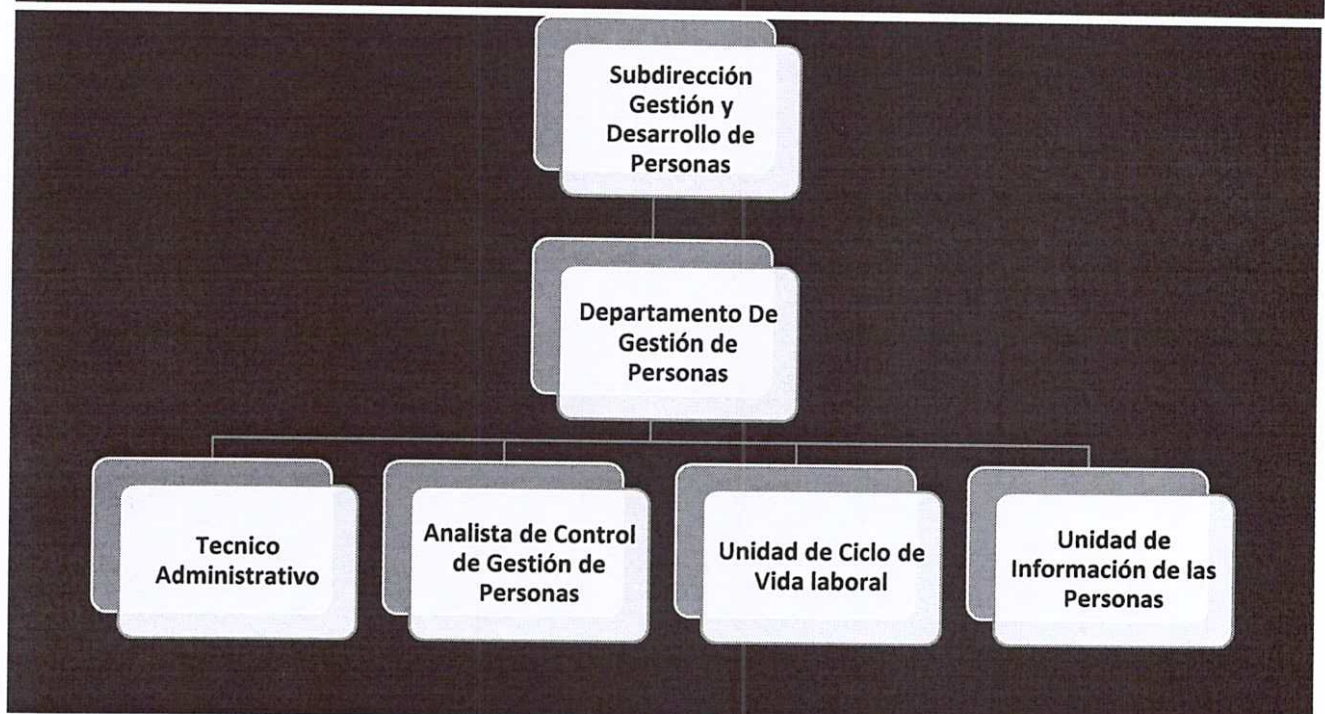 Subdirección
Gestión y
Desarrollo de
Personas
Departamento De
Gestión de
Personas
Tecnico
Administrativo
Analista de Control
de Gestión de
Personas
Unidad de Ciclo de
Vida laboral
Unidad de
Información de las
Personas